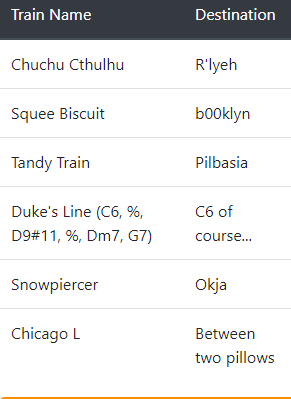 Train Name Destination
Chuchu Cthulhu R'lyeh
Squee Biscuit b00klyn
Tandy Train Pilbasia
Duke's Line (C6, %, C6 of
D9#11, %, Dm7, G7) course...
Snowpiercer Okja
Chicago L Between
two pillows